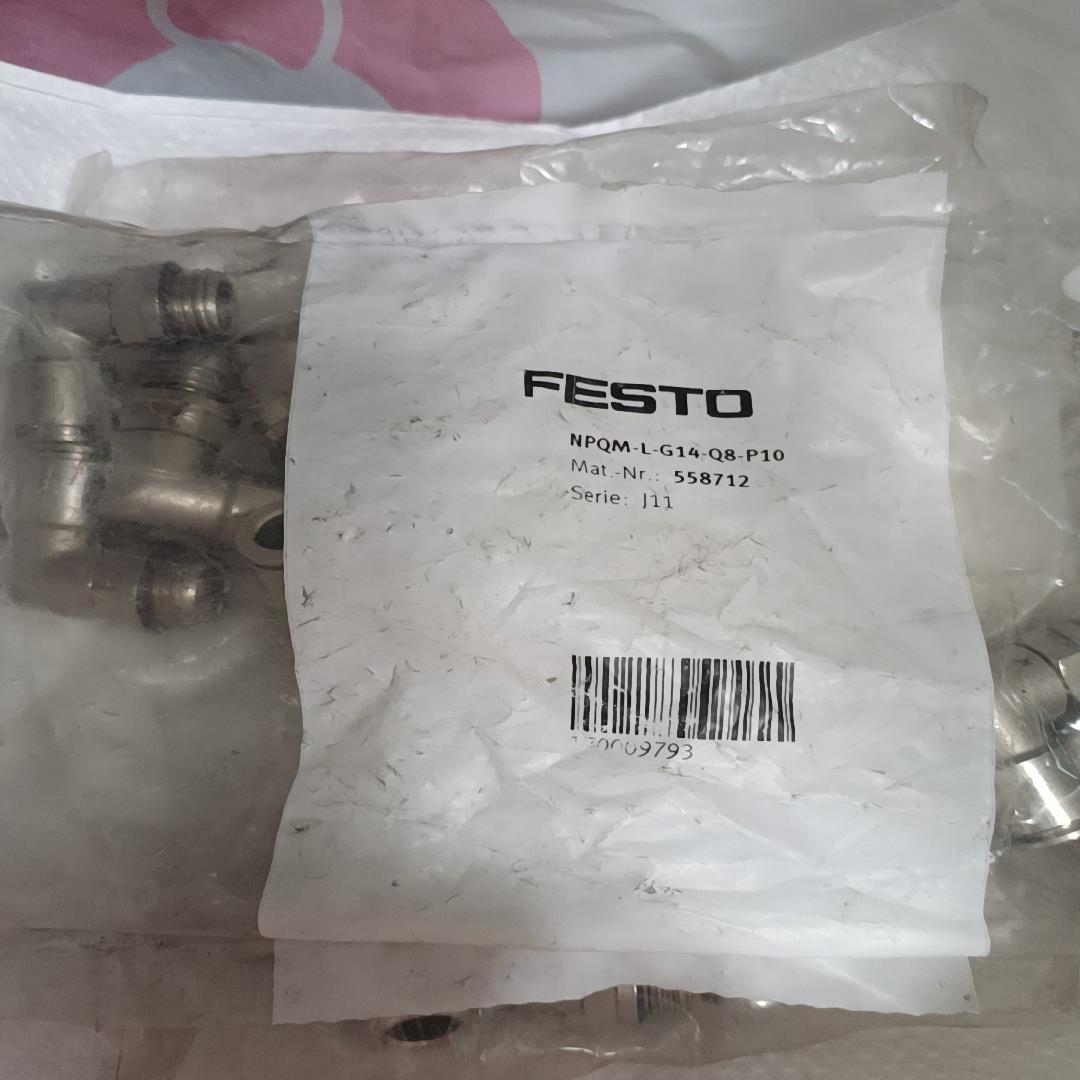 FESTO
NPQM-L-G14-Q8-P10
Mat.-Nr.: 558712
Serie: J11